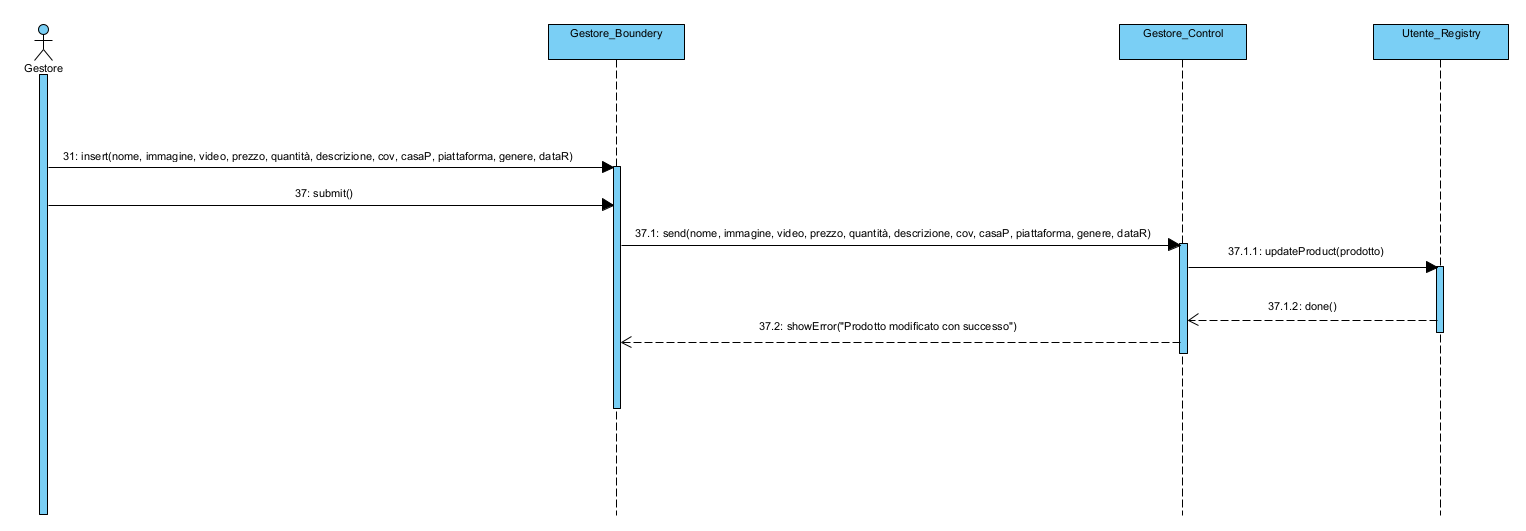 Gestore
Gestore_Boundery
Gestore_Control
Utente_Registry
31: insert(nome, immagine, video, prezzo, quantità, descrizione, cov, casaP, piattaforma, genere, dataR)
37: submit()
37.1: send(nome, immagine, video, prezzo, quantità, descrizione, cov, casaP, piattaforma, genere, dataR)
37.1.1: updateProduct(prodotto)
37.1.2: done()
37.2: showError("Prodotto modificato con successo")